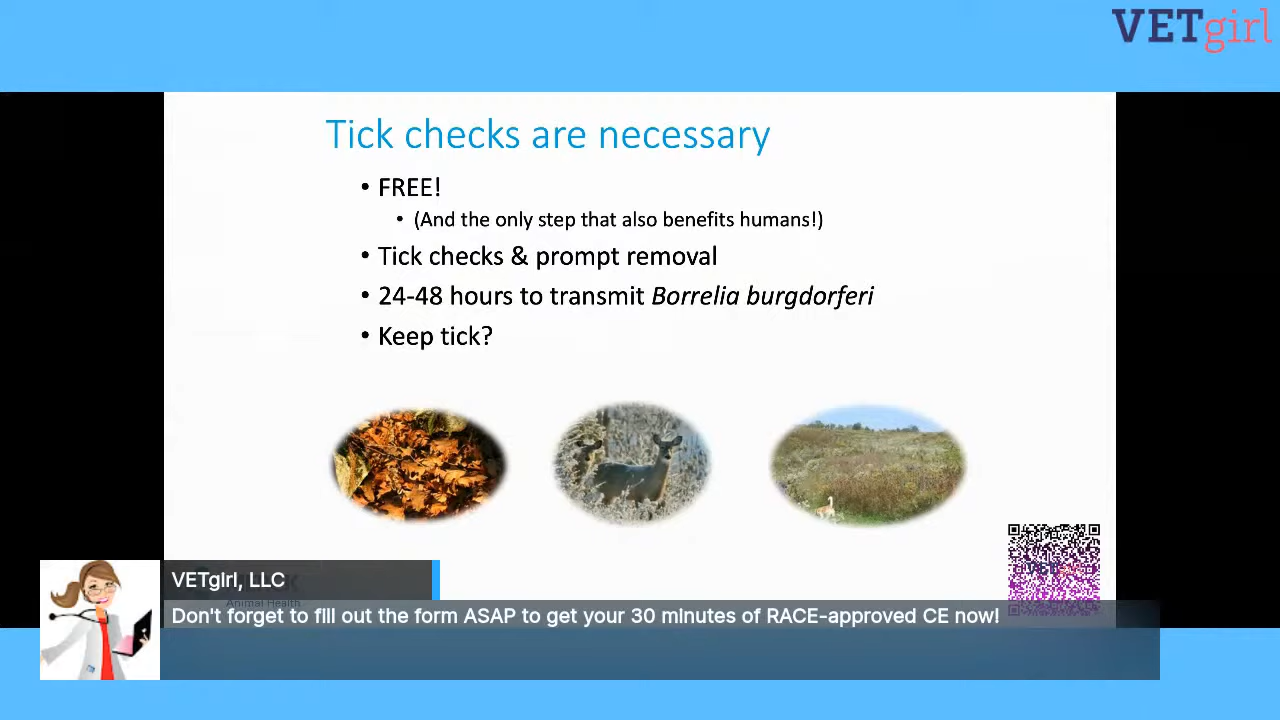 VETgirl
Tick checks are necessary
• FREE!
• (And the only step that also benefits humans!)
• Tick checks & prompt removal
• 24-48 hours to transmit Borrelia burgdorferi
• Keep tick?
VETgirl
VETgirl, LLC
Animal Health
Don't forget to fill out the form ASAP to get your 30 minutes of RACE-approved CE now!